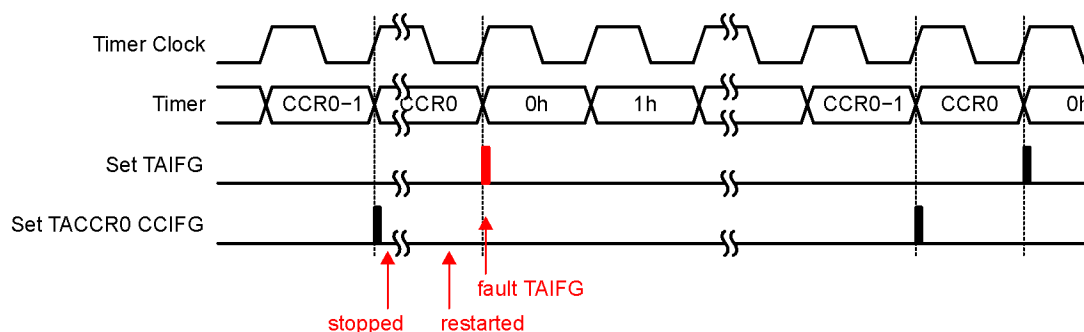 Timer Clock
Timer CCR0−1 CCR0 0h 1h CCR0−1 CCR0 0h
Set TAIFG
Set TACCR0 CCIFG
fault TAIFG
stopped restarted